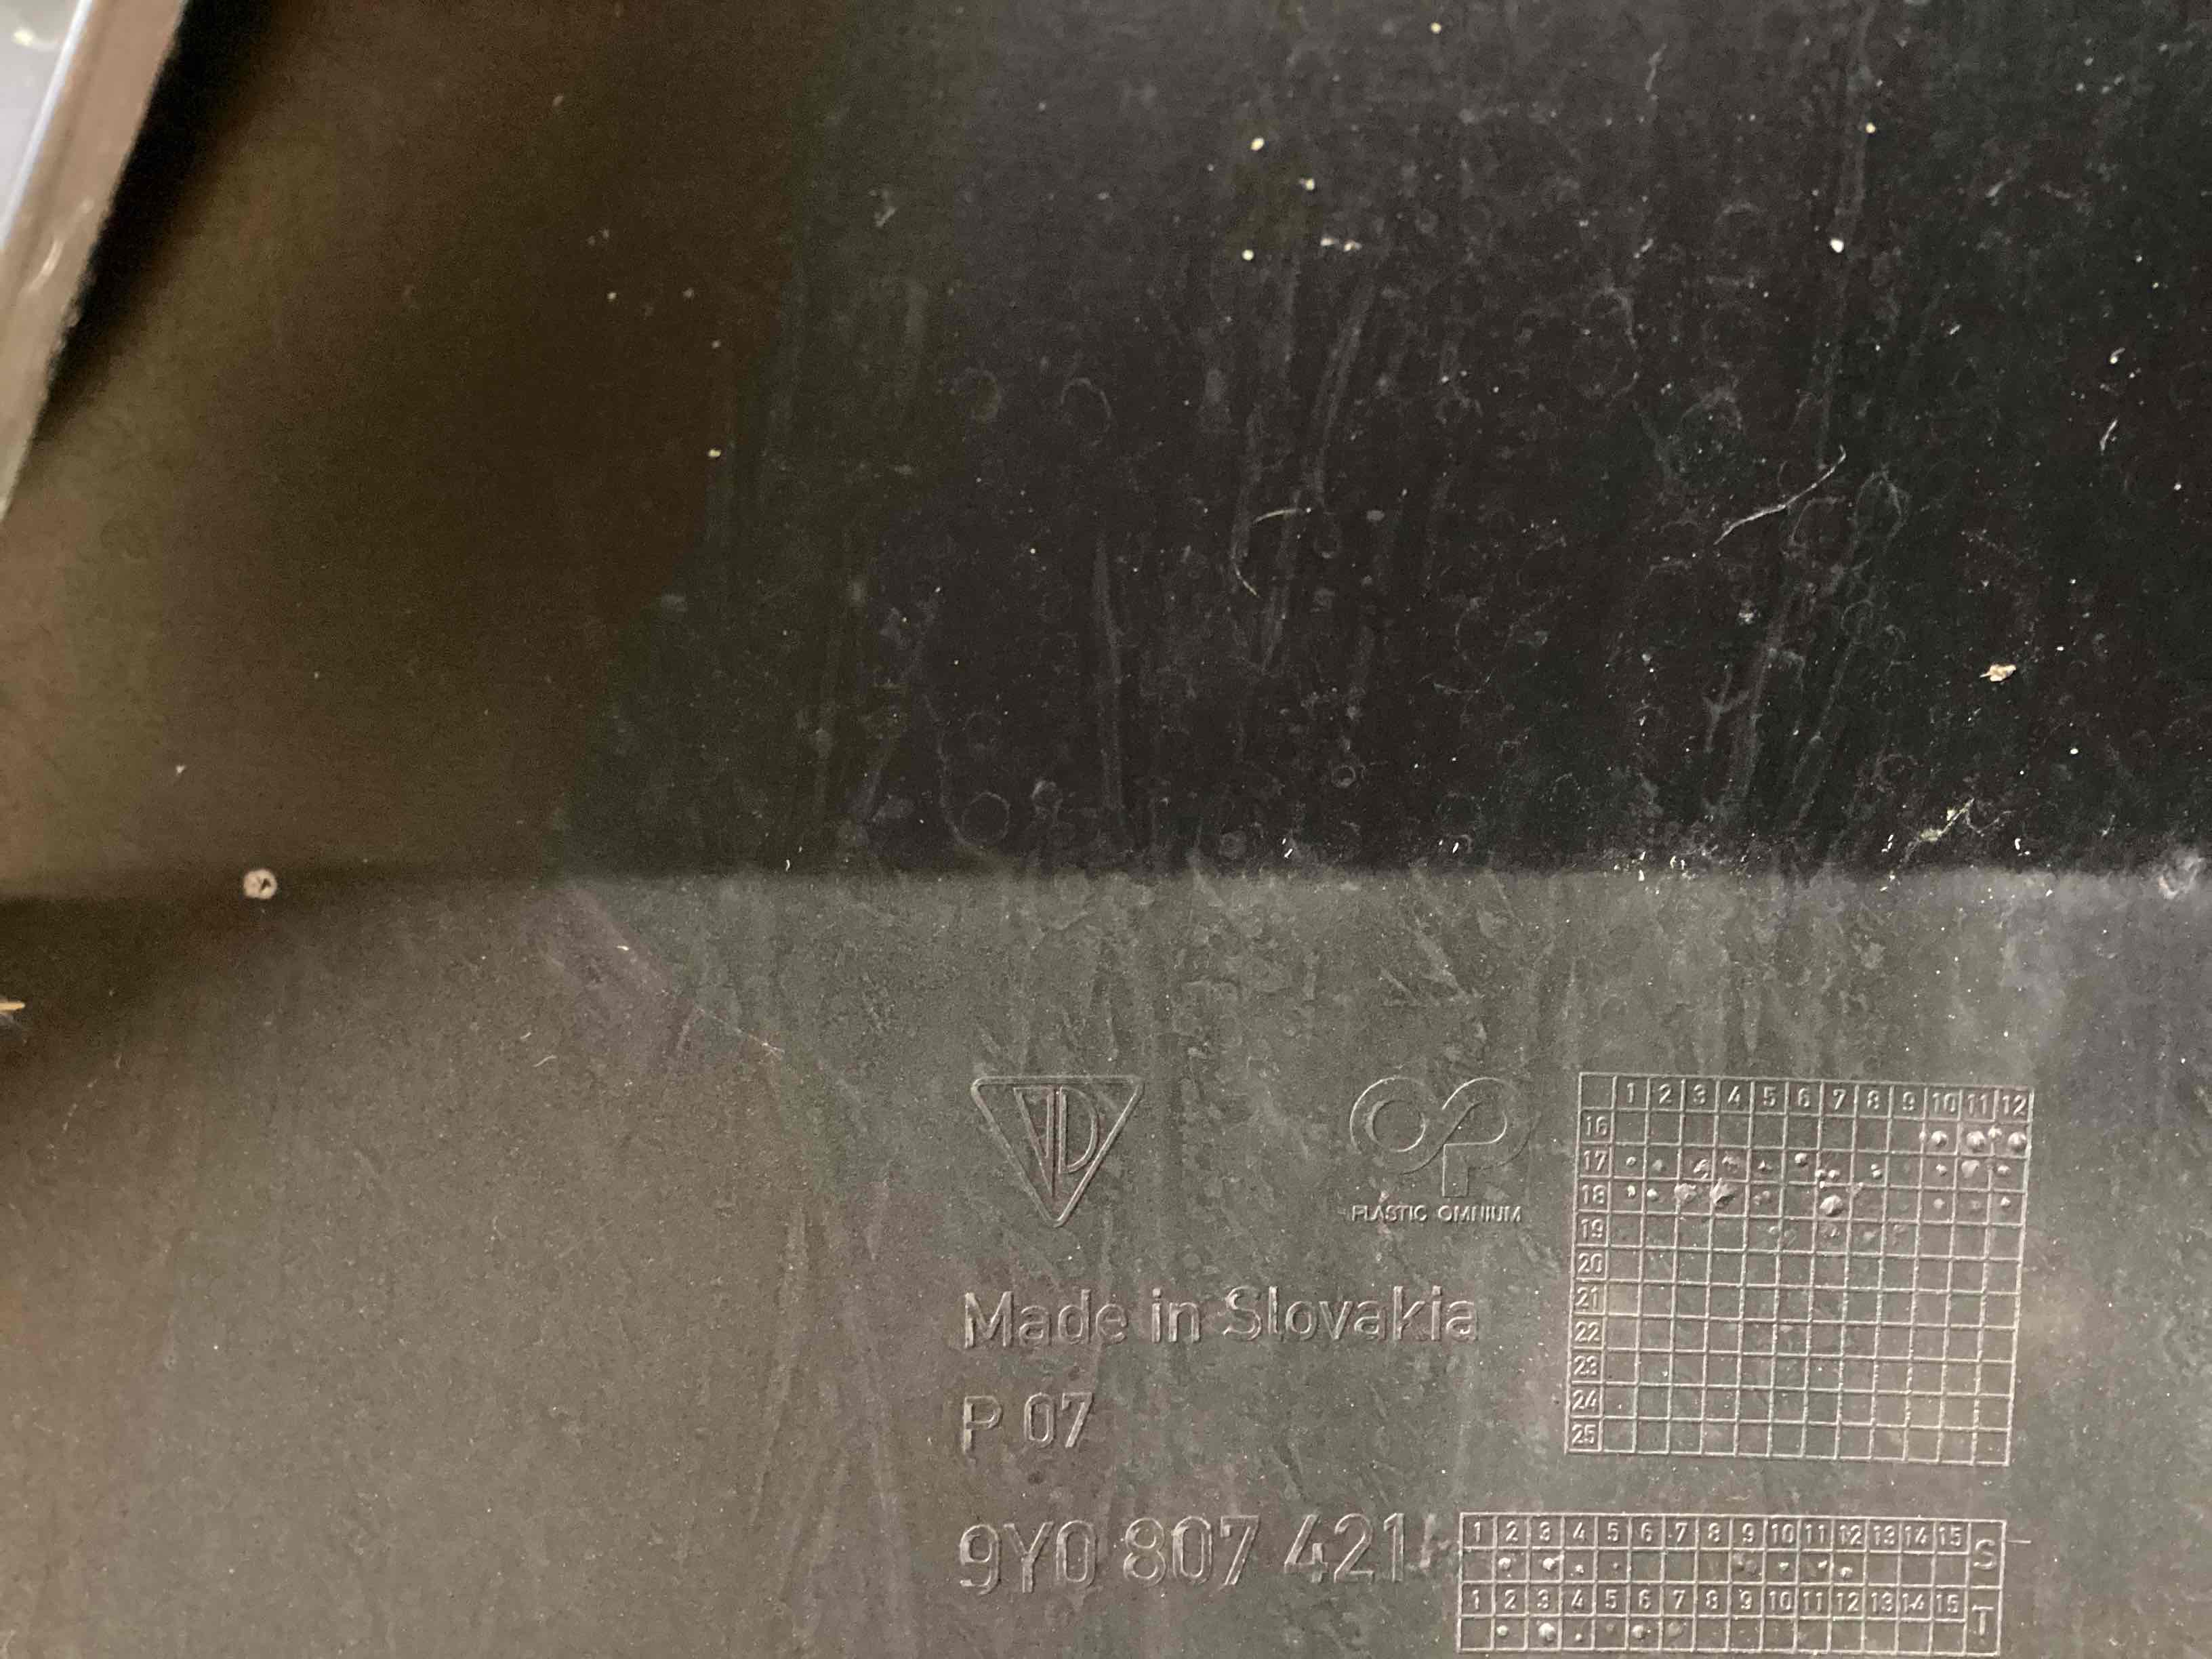 PLASTIC OMNIUM
Made in Slovakia
P 07
9Y0 807 421
1 2 3 4 5 6 7 8 9 10 11 12
16
17
18
19
20
21
22
23
24
25
1 2 3 4 5 6 7 8 9 10 11 12 13 14 15 S
1 2 3 4 5 6 7 8 9 10 11 12 13 14 15 T